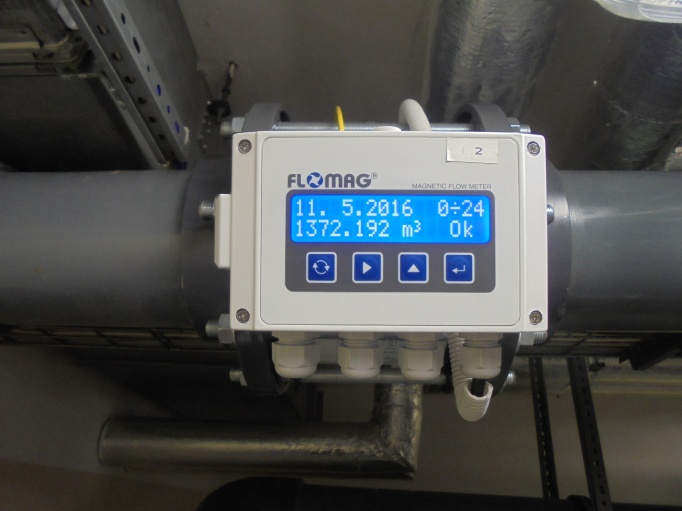 2
FLOMAG®
MAGNETIC FLOW METER
11. 5.2016 0÷24
1372.192 m³ Ok